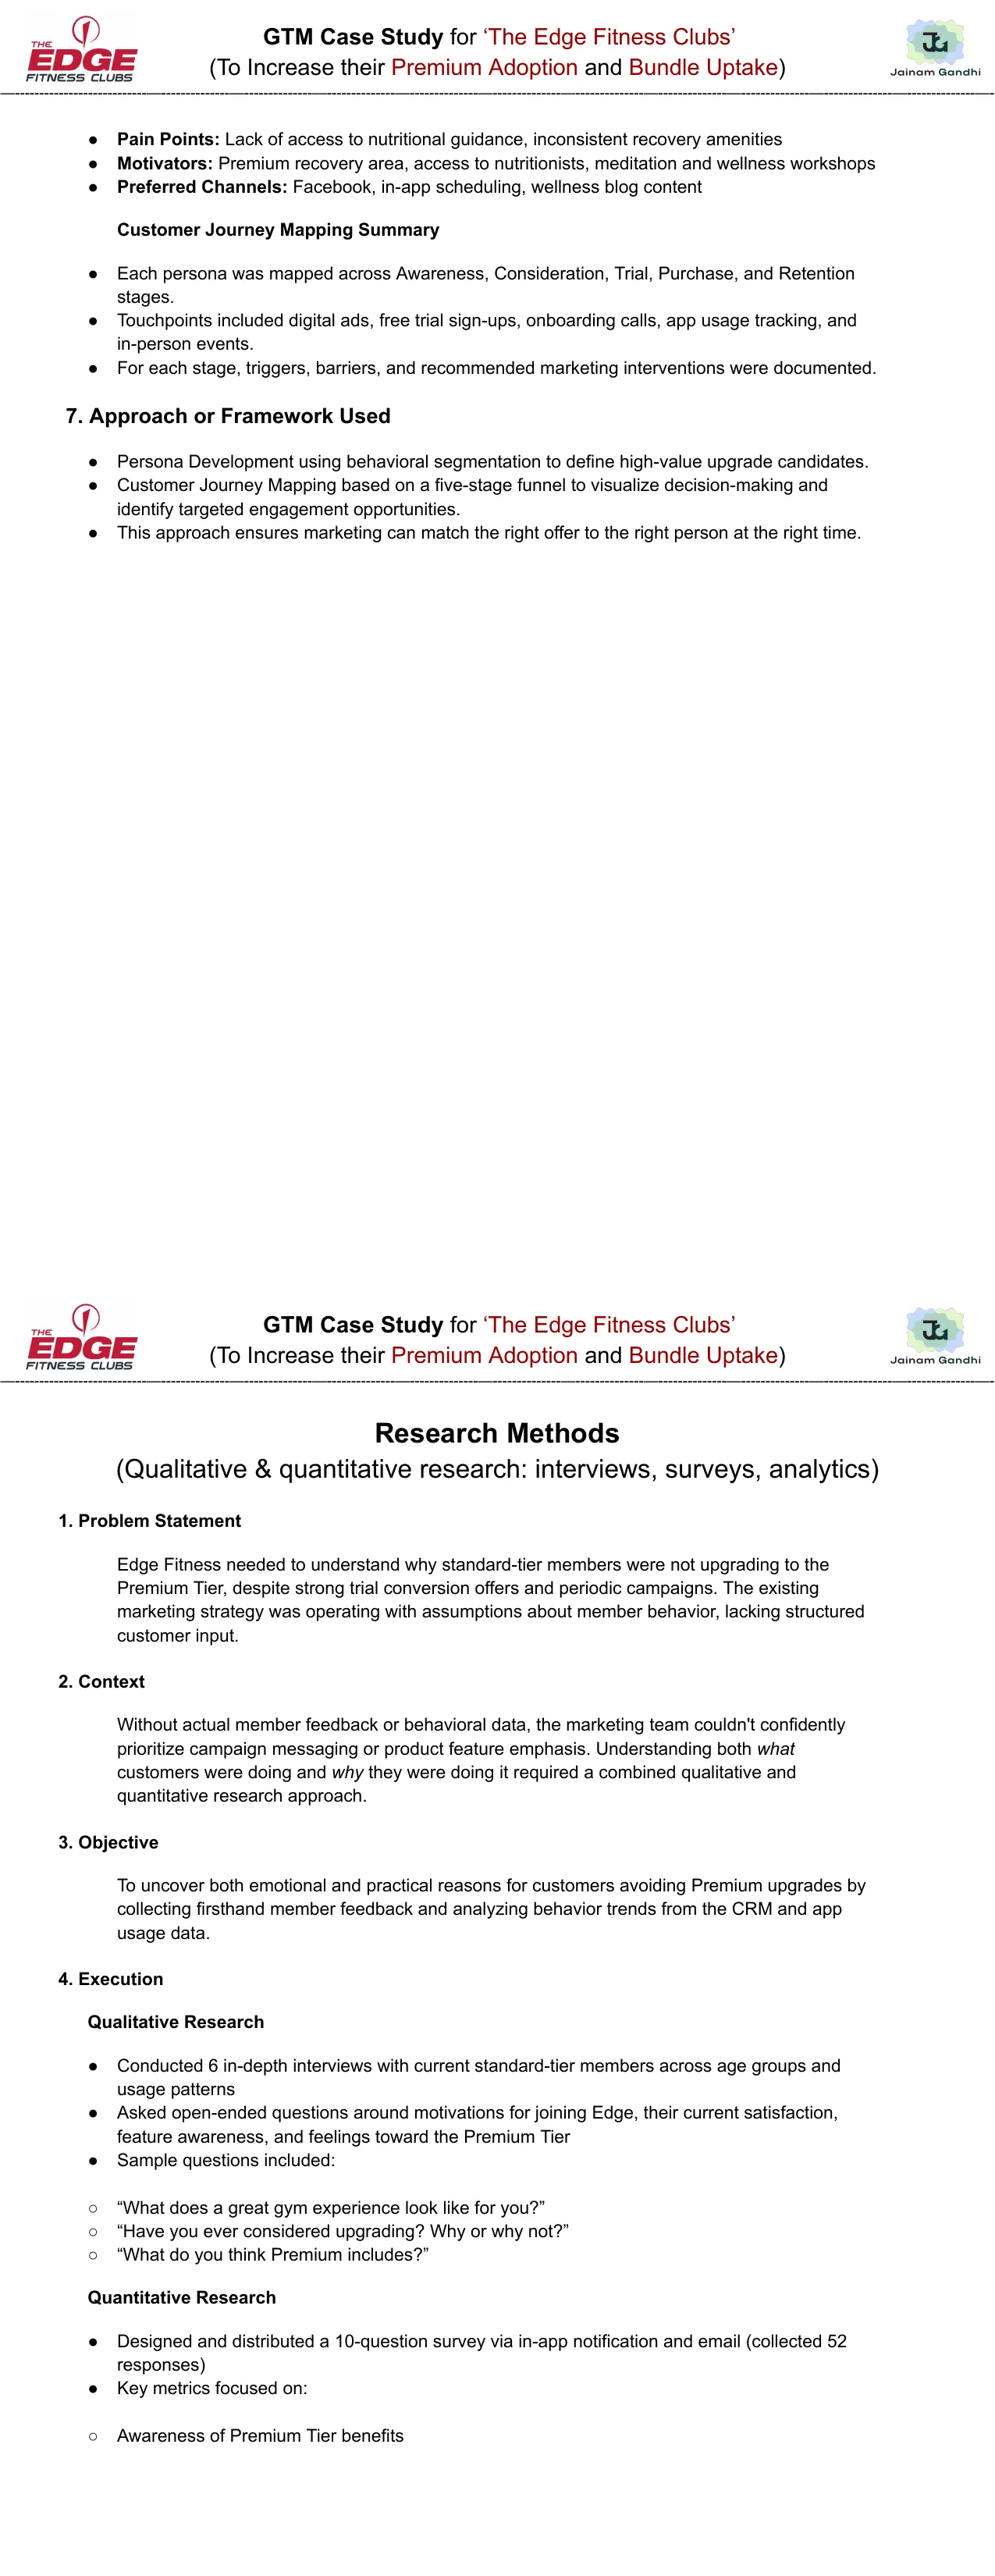 THE
EDGE
FITNESS CLUBS
GTM Case Study for ‘The Edge Fitness Clubs’
(To Increase their Premium Adoption and Bundle Uptake)
Jainam Gandhi
● Pain Points: Lack of access to nutritional guidance, inconsistent recovery amenities
● Motivators: Premium recovery area, access to nutritionists, meditation and wellness workshops
● Preferred Channels: Facebook, in-app scheduling, wellness blog content
Customer Journey Mapping Summary
● Each persona was mapped across Awareness, Consideration, Trial, Purchase, and Retention
stages.
● Touchpoints included digital ads, free trial sign-ups, onboarding calls, app usage tracking, and
in-person events.
● For each stage, triggers, barriers, and recommended marketing interventions were documented.
7. Approach or Framework Used
● Persona Development using behavioral segmentation to define high-value upgrade candidates.
● Customer Journey Mapping based on a five-stage funnel to visualize decision-making and
identify targeted engagement opportunities.
● This approach ensures marketing can match the right offer to the right person at the right time.
THE
EDGE
FITNESS CLUBS
GTM Case Study for ‘The Edge Fitness Clubs’
(To Increase their Premium Adoption and Bundle Uptake)
Jainam Gandhi
Research Methods
(Qualitative & quantitative research: interviews, surveys, analytics)
1. Problem Statement
Edge Fitness needed to understand why standard-tier members were not upgrading to the
Premium Tier, despite strong trial conversion offers and periodic campaigns. The existing
marketing strategy was operating with assumptions about member behavior, lacking structured
customer input.
2. Context
Without actual member feedback or behavioral data, the marketing team couldn't confidently
prioritize campaign messaging or product feature emphasis. Understanding both what
customers were doing and why they were doing it required a combined qualitative and
quantitative research approach.
3. Objective
To uncover both emotional and practical reasons for customers avoiding Premium upgrades by
collecting firsthand member feedback and analyzing behavior trends from the CRM and app
usage data.
4. Execution
Qualitative Research
● Conducted 6 in-depth interviews with current standard-tier members across age groups and
usage patterns
● Asked open-ended questions around motivations for joining Edge, their current satisfaction,
feature awareness, and feelings toward the Premium Tier
● Sample questions included:
○ “What does a great gym experience look like for you?”
○ “Have you ever considered upgrading? Why or why not?”
○ “What do you think Premium includes?”
Quantitative Research
● Designed and distributed a 10-question survey via in-app notification and email (collected 52
responses)
● Key metrics focused on:
○ Awareness of Premium Tier benefits